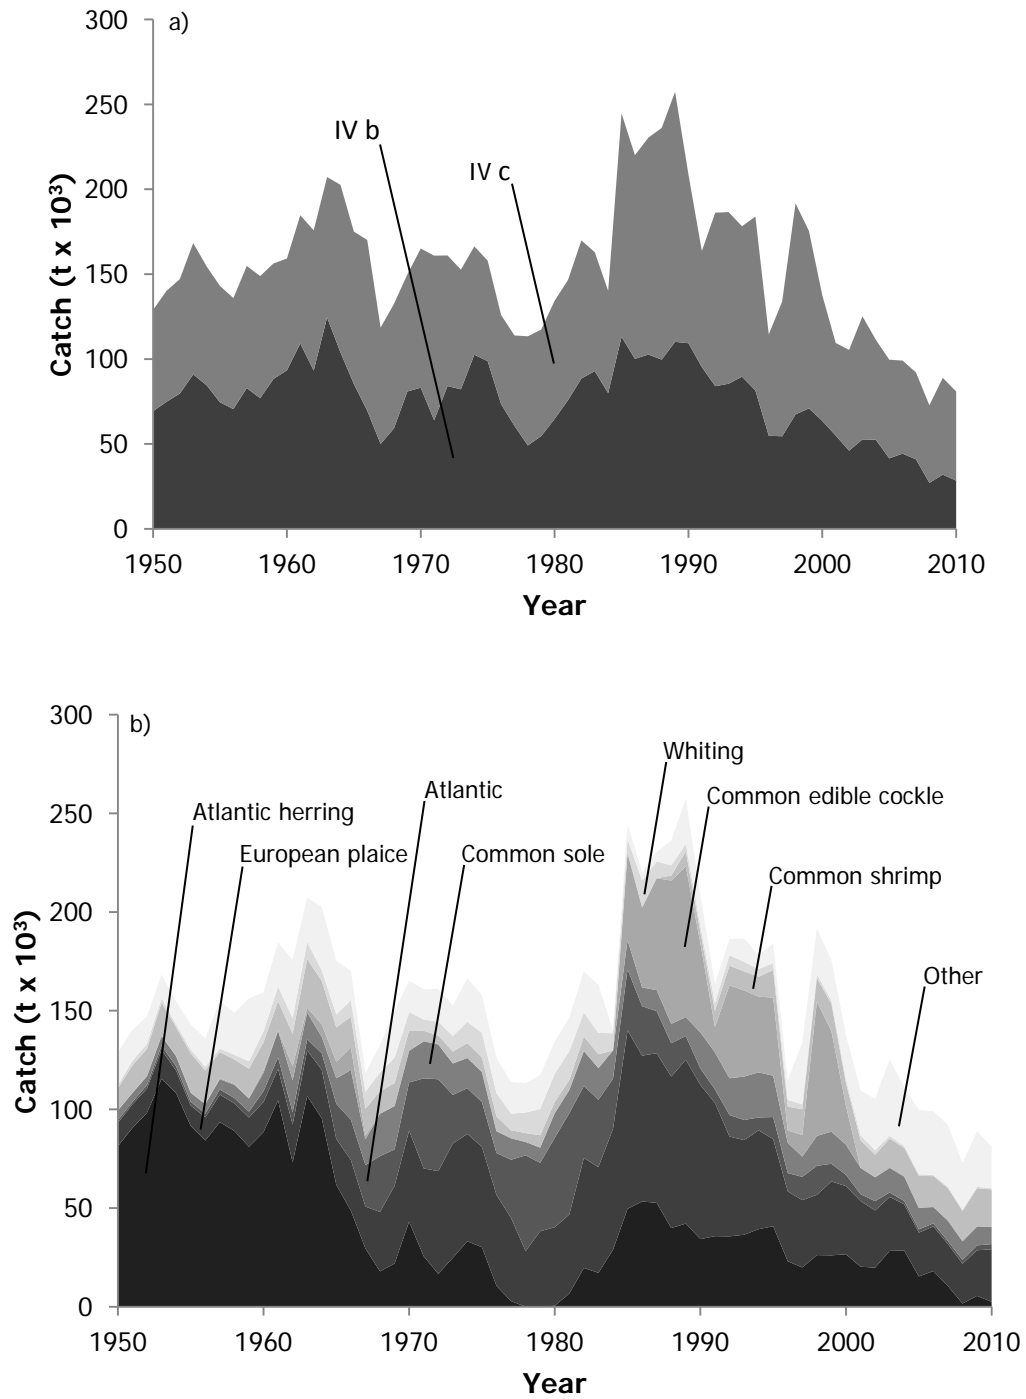 a)
300
250
200
150
100
50
0
Catch (t x 10³)
IV b
IV c
1950 1960 1970 1980 1990 2000 2010
Year
b)
300
250
200
150
100
50
0
Catch (t x 10³)
Whiting
Atlantic
Common edible cockle
Atlantic herring
European plaice
Common sole
Common shrimp
Other
1950 1960 1970 1980 1990 2000 2010
Year